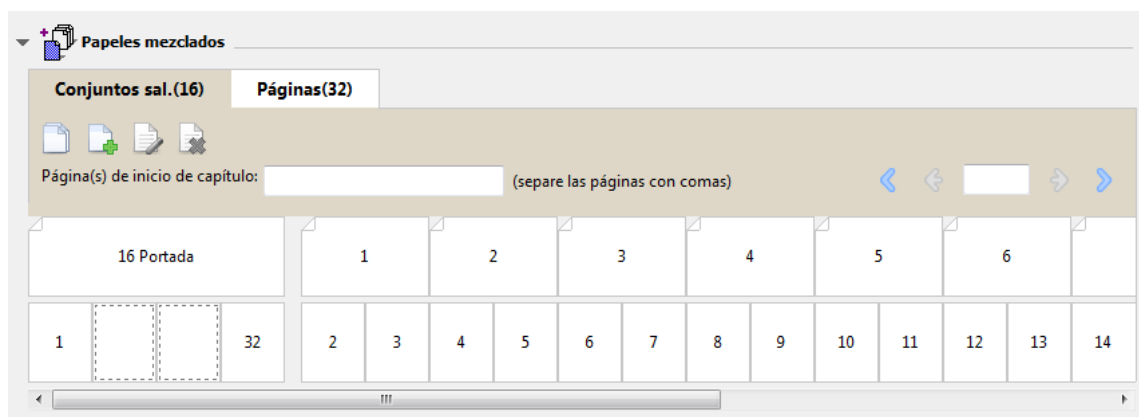 Papeles mezclados
Conjuntos sal.(16) Páginas(32)
Página(s) de inicio de capítulo: (separe las páginas con comas)
16 Portada 1 2 3 4 5 6
1 32 2 3 4 5 6 7 8 9 10 11 12 13 14